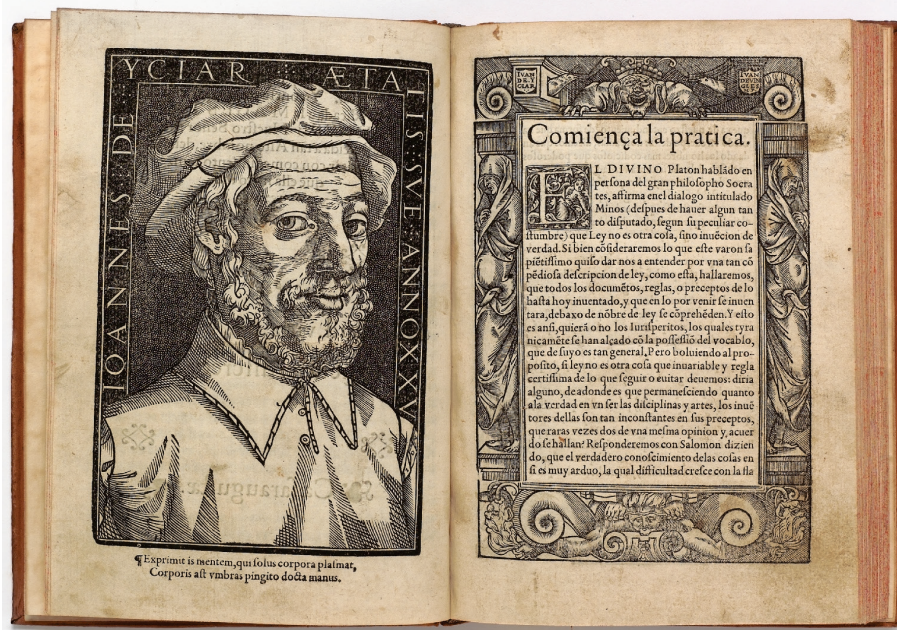 IOANNES DE YCIAR ÆTATIS SVE ANNO XXV
¶Exprimit is mentem, qui ſolus corpora plaſmat,
Corporis aſt vmbras pingito docta manus.
IVAN
DE Y
CIAR
IVAN
DEVIN
GLES
Comiença la pratica.
EL DIVINO Platon hablãdo en
perſona del gran philoſopho Socra
tes, affirma enel dialogo intitulado
Minos (deſpues de hauer algun tan
to diſputado, ſegun ſu peculiar co-
ſtumbre) que Ley no es otra coſa, ſino inuẽcion de
verdad. Si bien cõſideraremos lo que eſte varon ſa
piẽtiſſimo quiſo dar nos a entender por vna tan cõ
pẽdioſa deſcripcion de ley, como eſta, hallaremos,
que todos los documẽtos, reglas, o preceptos de lo
haſta hoy inuentado, y que en lo por venir ſe inuen
tara, debaxo de nõbre de ley ſe cõprehẽden. Y eſto
es anſi, quierã o no los Iuriſperitos, los quales tyra
nicamẽte ſe han alçado cõ la poſſeſſiõ del vocablo,
que de ſuyo es tan general. Pero boluiendo al pro-
poſito, ſi ley no es otra coſa que inuariable y regla
certiſſima de lo que ſeguir o euitar deuemos: diria
alguno, de adonde es que permaneſciendo quanto
ala verdad en vn ſer las diſciplinas y artes, los inuẽ
tores dellas ſon tan inconſtantes en ſus preceptos,
que raras vezes dos de vna meſma opinion y, acuer
do ſe hallan? Reſponderemos con Salomon dizien
do, que el verdadero conoſcimiento delas coſas en
ſi es muy arduo, la qual difficultad creſce con la fla